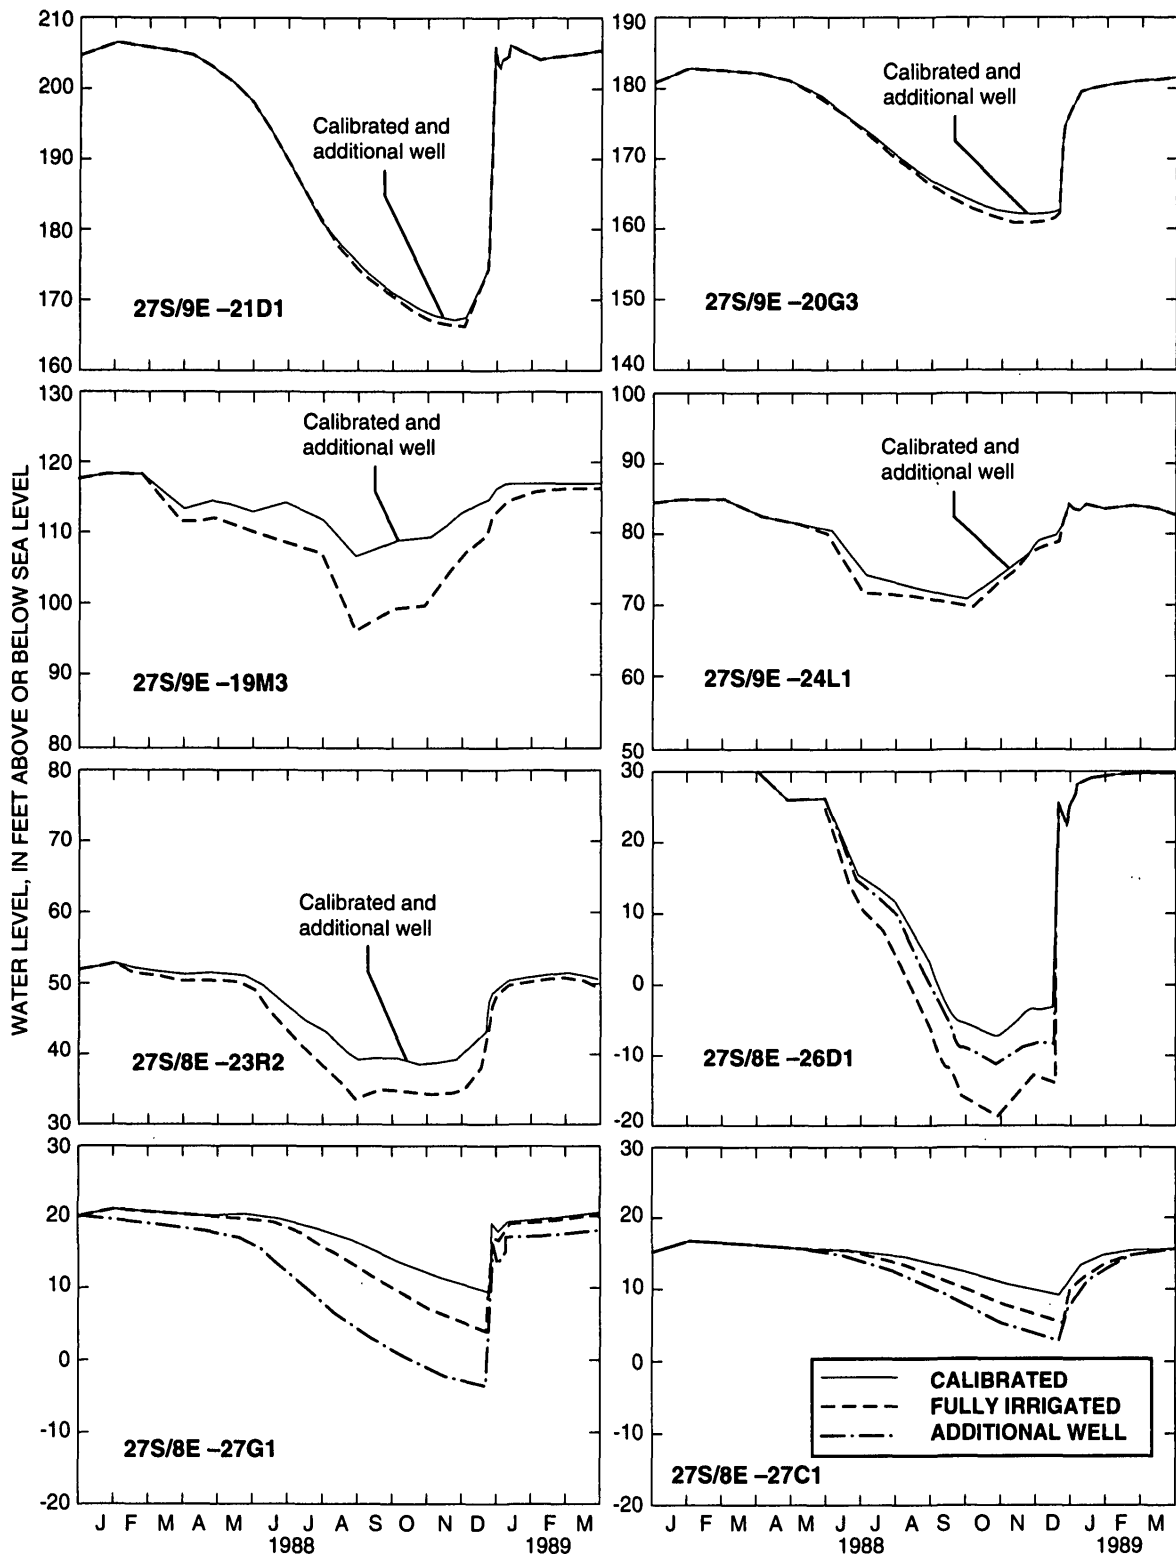 WATER LEVEL, IN FEET ABOVE OR BELOW SEA LEVEL
210
200
190
180
170
160
Calibrated and
additional well
27S/9E –21D1
190
180
170
160
150
140
Calibrated and
additional well
27S/9E –20G3
130
120
110
100
90
80
Calibrated and
additional well
27S/9E –19M3
100
90
80
70
60
50
Calibrated and
additional well
27S/9E –24L1
80
70
60
50
40
30
Calibrated and
additional well
27S/8E –23R2
30
20
10
0
-10
-20
27S/8E –26D1
30
20
10
0
-10
-20
27S/8E –27G1
30
20
10
0
-10
-20
CALIBRATED
FULLY IRRIGATED
ADDITIONAL WELL
27S/8E –27C1
J F M A M J J A S O N D J F M
1988 1989
J F M A M J J A S O N D J F M
1988 1989